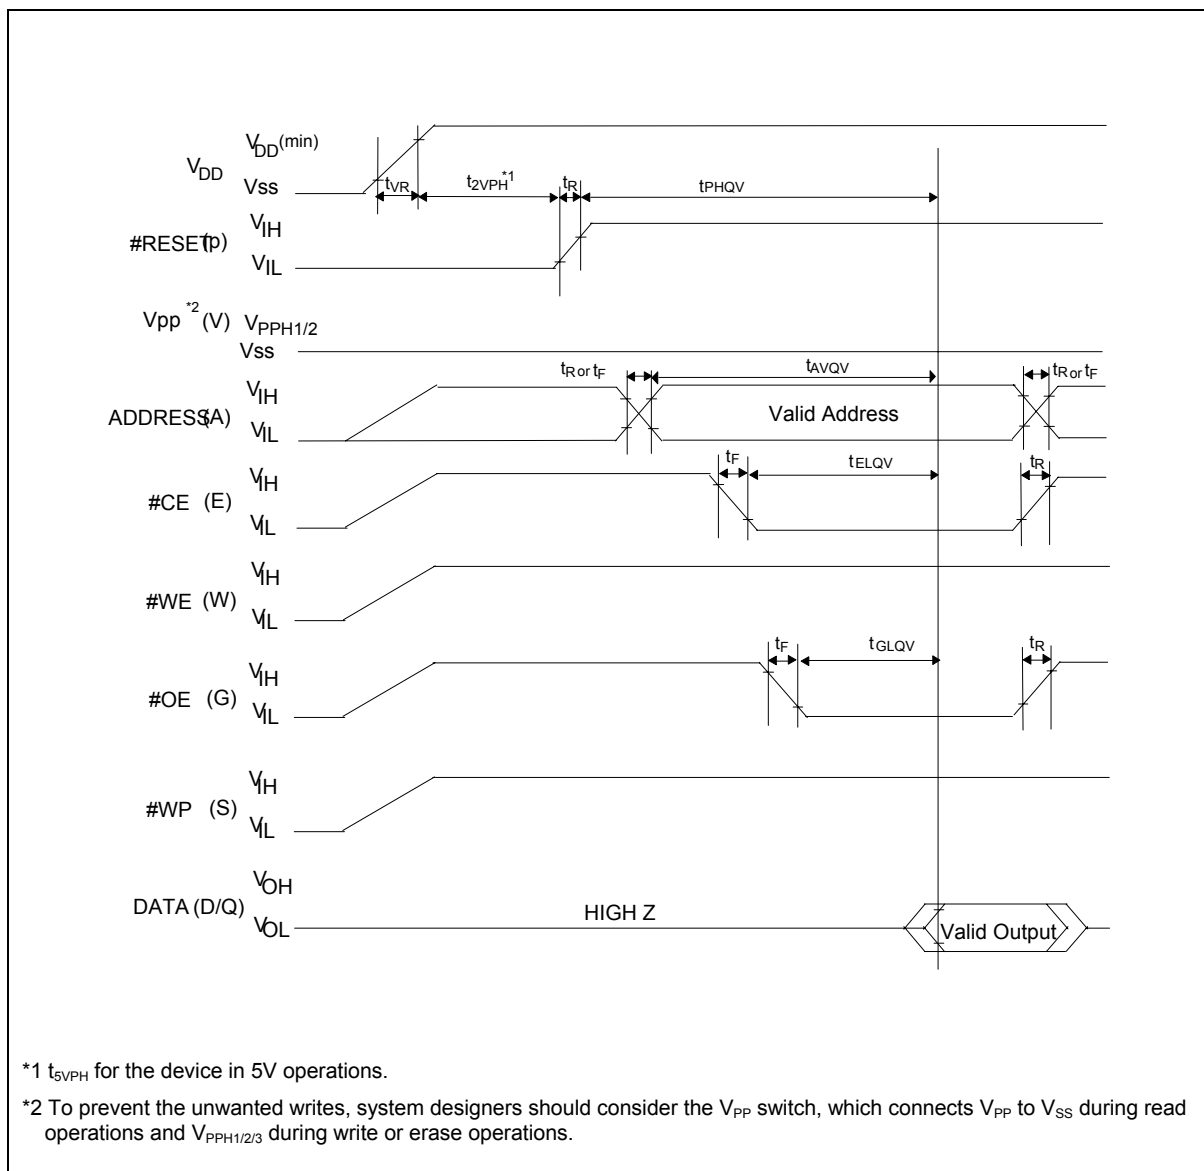 VDD VDD(min)
Vss
tVR t2VPH*1 tR tPHQV
#RESET(p) VIH
VIL
Vpp *2 (V) VPPH1/2
Vss
tR or tF tAVQV tR or tF
ADDRESS(A) VIH
VIL
Valid Address
tF tELQV tR
#CE (E) VIH
VIL
#WE (W) VIH
VIL
tF tGLQV tR
#OE (G) VIH
VIL
#WP (S) VIH
VIL
DATA (D/Q) VOH
VOL
HIGH Z
Valid Output
*1 t5VPH for the device in 5V operations.
*2 To prevent the unwanted writes, system designers should consider the VPP switch, which connects VPP to VSS during read
operations and VPPH1/2/3 during write or erase operations.